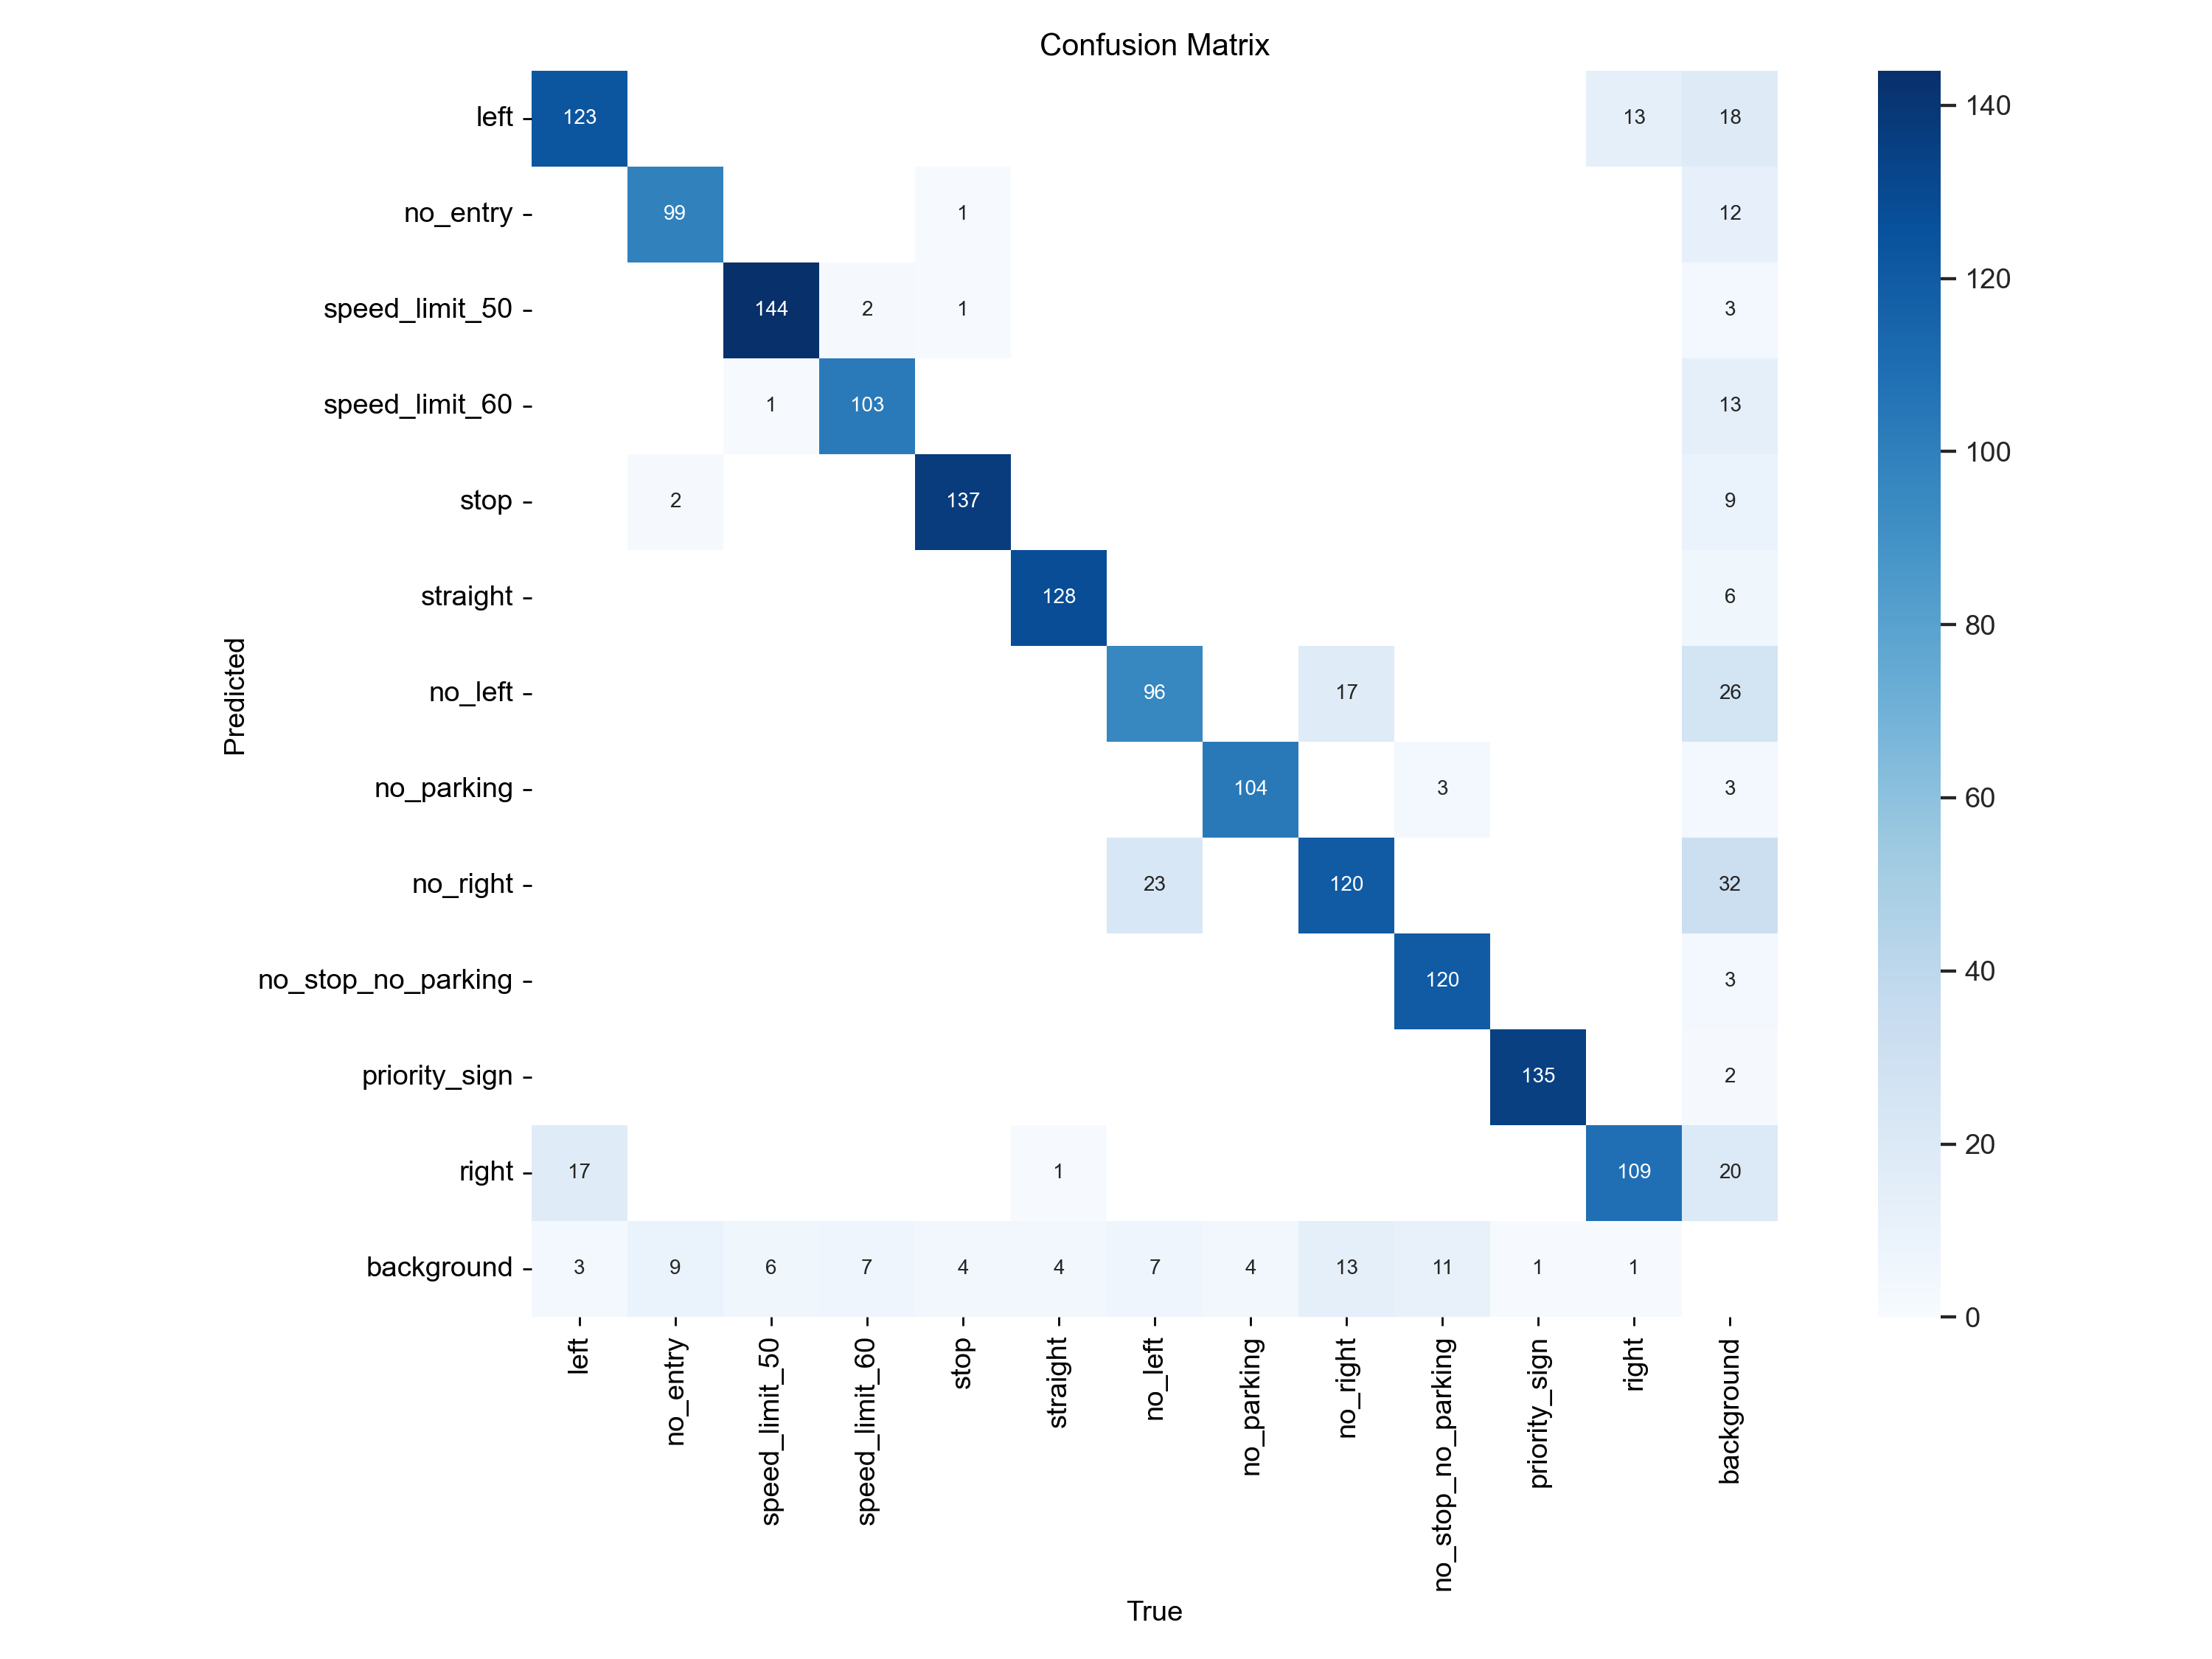 Confusion Matrix
left 123 13 18
no_entry 99 1 12
speed_limit_50 144 2 1 3
speed_limit_60 1 103 13
stop 2 137 9
straight 128 6
no_left 96 17 26
no_parking 104 3 3
no_right 23 120 32
no_stop_no_parking 120 3
priority_sign 135 2
right 17 1 109 20
background 3 9 6 7 4 4 7 4 13 11 1 1
Predicted
left
no_entry
speed_limit_50
speed_limit_60
stop
straight
no_left
no_parking
no_right
no_stop_no_parking
priority_sign
right
background
True
140
120
100
80
60
40
20
0